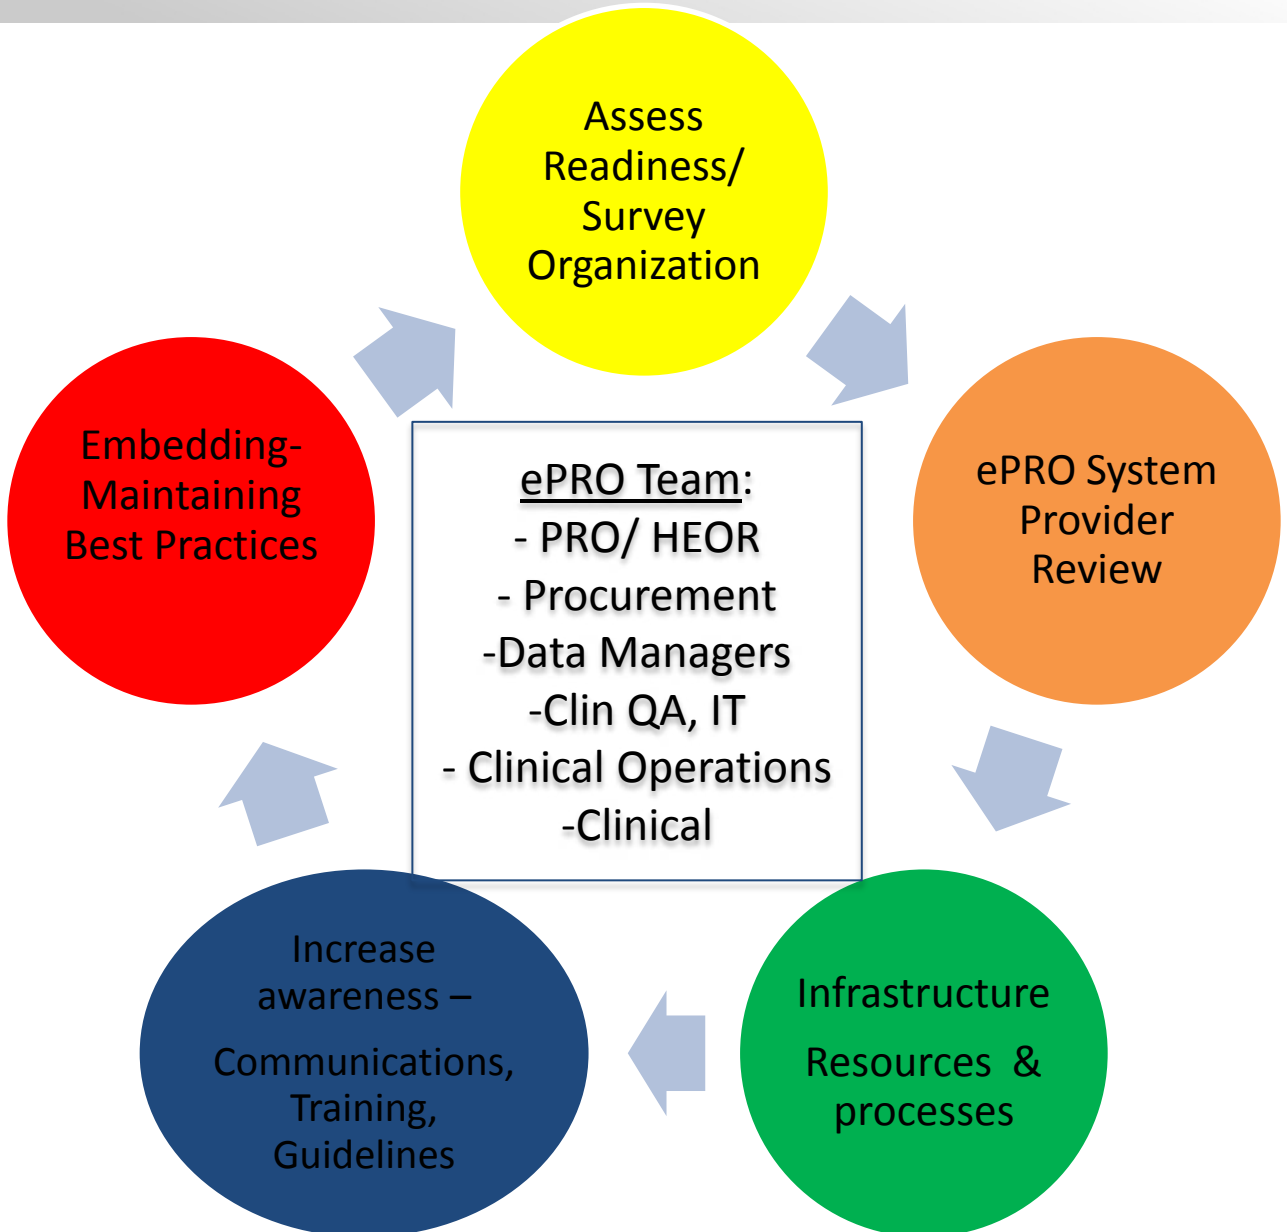 Assess
Readiness/
Survey
Organization
ePRO System
Provider
Review
Infrastructure
Resources  &
processes
Increase
awareness –
Communications,
Training,
Guidelines
Embedding-
Maintaining
Best Practices
ePRO Team:
- PRO/ HEOR
- Procurement
-Data Managers
-Clin QA, IT
- Clinical Operations
-Clinical